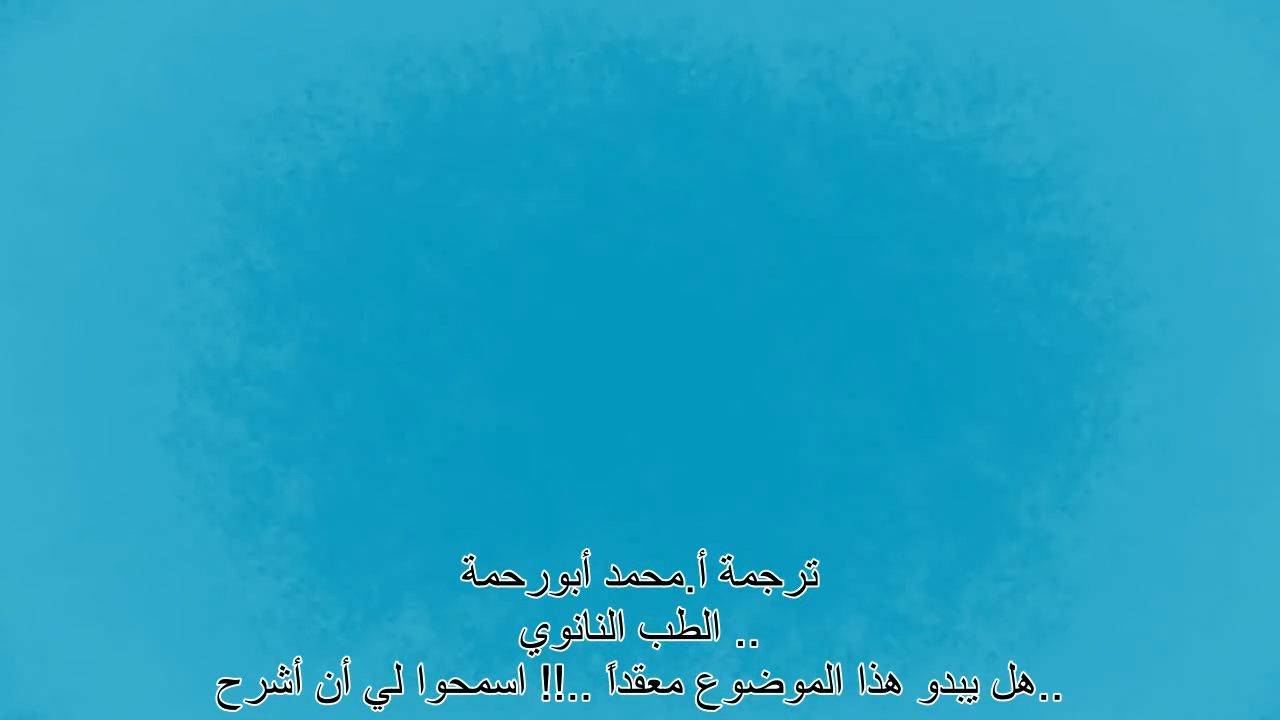 ترجمة أ.محمد أبورحمة
.. الطب النانوي
..هل يبدو هذا الموضوع معقداً ..!! اسمحوا لي أن أشرح